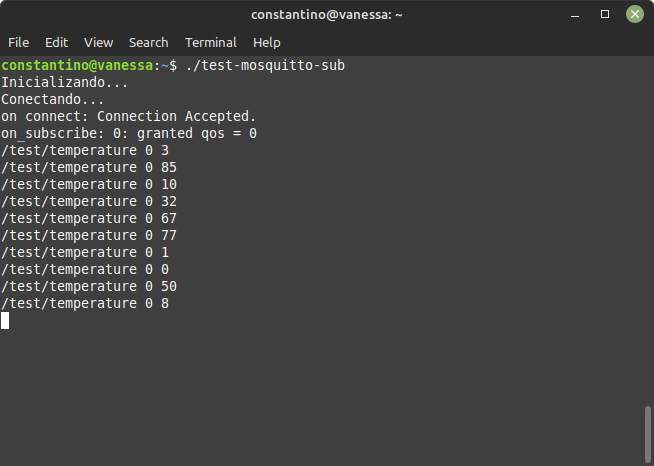 constantino@vanessa: ~
File Edit View Search Terminal Help
constantino@vanessa:~$ ./test-mosquitto-sub
Inicializando...
Conectando...
on connect: Connection Accepted.
on_subscribe: 0: granted qos = 0
/test/temperature 0 3
/test/temperature 0 85
/test/temperature 0 10
/test/temperature 0 32
/test/temperature 0 67
/test/temperature 0 77
/test/temperature 0 1
/test/temperature 0 0
/test/temperature 0 50
/test/temperature 0 8